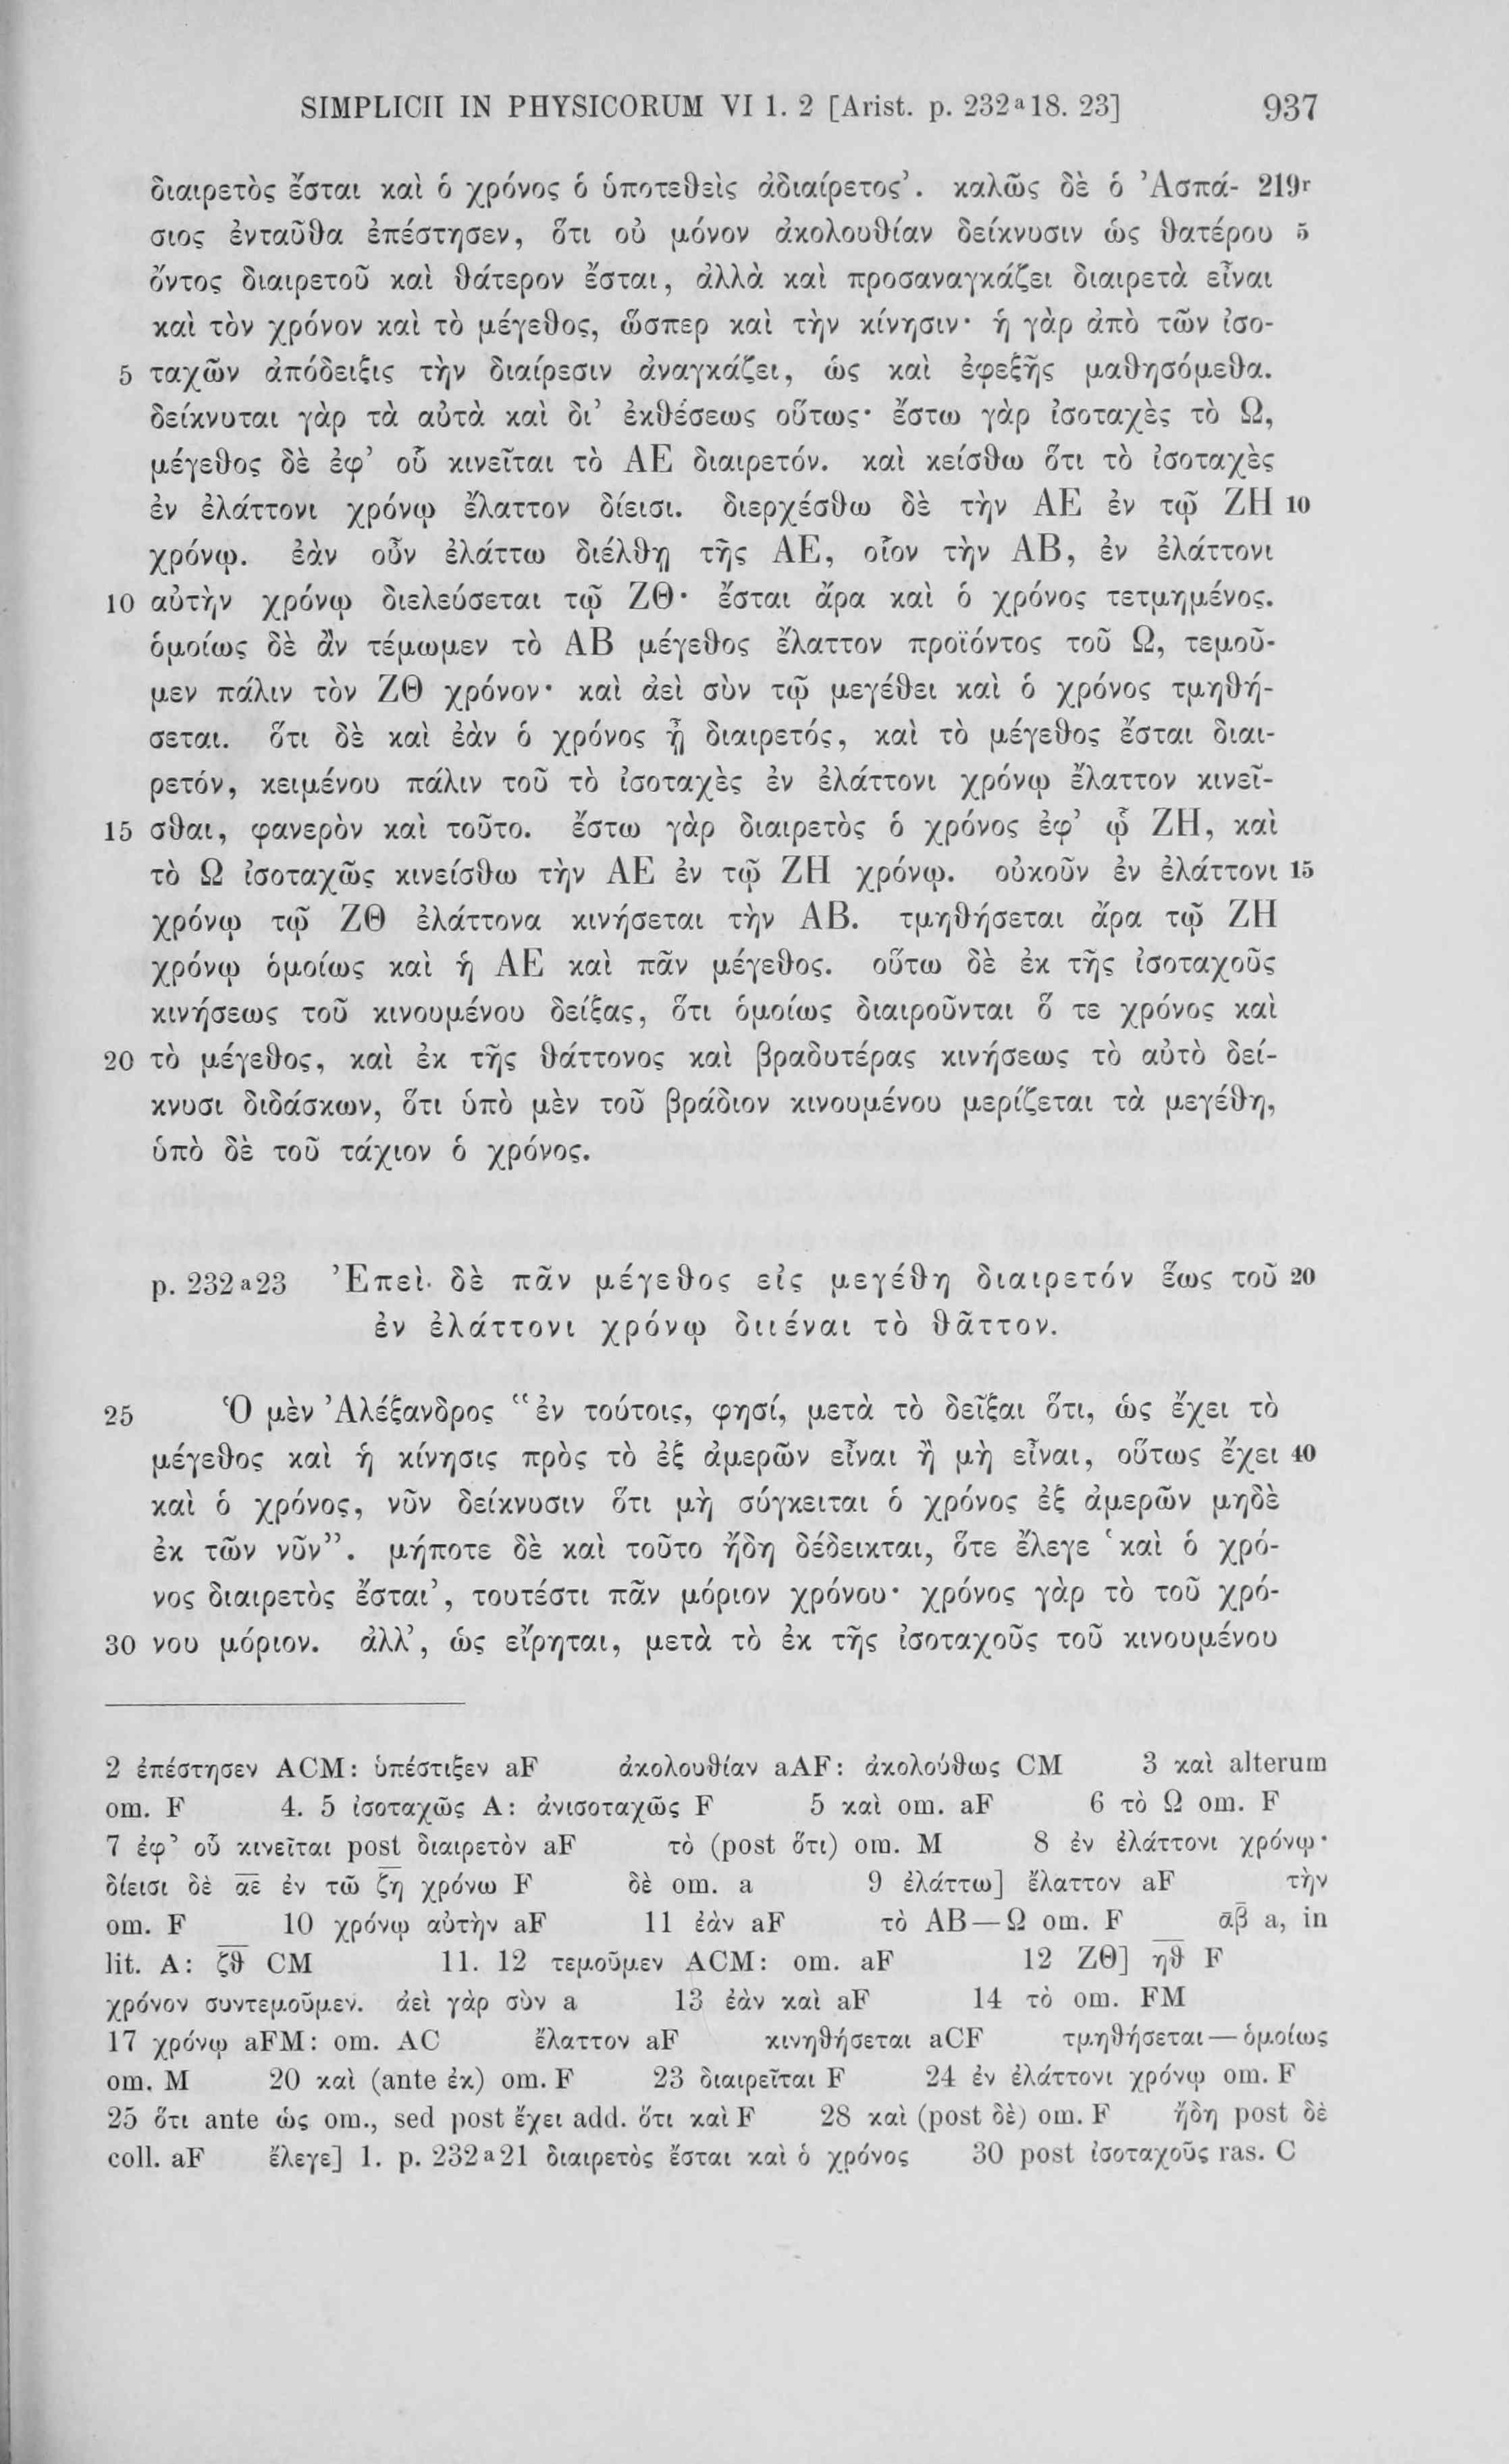 SIMPLICII IN PHYSICORUM VI 1. 2 [Arist. p. 232ᵃ18. 23] 937
διαιρετὸς ἔσται καὶ ὁ χρόνος ὁ ὑποτεθεὶς ἀδιαίρετος’. καλῶς δὲ ὁ Ἀσπά- 219ʳ
σιος ἐνταῦθα ἐπέστησεν, ὅτι οὐ μόνον ἀκολουθίαν δείκνυσιν ὡς θατέρου 5
ὄντος διαιρετοῦ καὶ θάτερον ἔσται, ἀλλὰ καὶ προσαναγκάζει διαιρετὰ εἶναι
καὶ τὸν χρόνον καὶ τὸ μέγεθος, ὥσπερ καὶ τὴν κίνησιν· ἡ γὰρ ἀπὸ τῶν ἰσο-
5 ταχῶν ἀπόδειξις τὴν διαίρεσιν ἀναγκάζει, ὡς καὶ ἐφεξῆς μαθησόμεθα.
δείκνυται γὰρ τὰ αὐτὰ καὶ δι’ ἐκθέσεως οὕτως· ἔστω γὰρ ἰσοταχὲς τὸ Ω,
μέγεθος δὲ ἐφ’ οὗ κινεῖται τὸ ΑΕ διαιρετόν. καὶ κείσθω ὅτι τὸ ἰσοταχὲς
ἐν ἐλάττονι χρόνῳ ἔλαττον δίεισι. διερχέσθω δὲ τὴν ΑΕ ἐν τῷ ΖΗ 10
χρόνῳ. ἐὰν οὖν ἐλάττω διέλθῃ τῆς ΑΕ, οἷον τὴν ΑΒ, ἐν ἐλάττονι
10 αὐτὴν χρόνῳ διελεύσεται τῷ ΖΘ· ἔσται ἄρα καὶ ὁ χρόνος τετμημένος.
ὁμοίως δὲ ἂν τέμωμεν τὸ ΑΒ μέγεθος ἔλαττον προϊόντος τοῦ Ω, τεμοῦ-
μεν πάλιν τὸν ΖΘ χρόνον· καὶ ἀεὶ σὺν τῷ μεγέθει καὶ ὁ χρόνος τμηθή-
σεται. ὅτι δὲ καὶ ἐὰν ὁ χρόνος ᾖ διαιρετός, καὶ τὸ μέγεθος ἔσται διαι-
ρετόν, κειμένου πάλιν τοῦ τὸ ἰσοταχὲς ἐν ἐλάττονι χρόνῳ ἔλαττον κινεῖ-
15 σθαι, φανερὸν καὶ τοῦτο. ἔστω γὰρ διαιρετὸς ὁ χρόνος ἐφ’ ᾧ ΖΗ, καὶ
τὸ Ω ἰσοταχῶς κινείσθω τὴν ΑΕ ἐν τῷ ΖΗ χρόνῳ. οὐκοῦν ἐν ἐλάττονι 15
χρόνῳ τῷ ΖΘ ἐλάττονα κινήσεται τὴν ΑΒ. τμηθήσεται ἄρα τῷ ΖΗ
χρόνῳ ὁμοίως καὶ ἡ ΑΕ καὶ πᾶν μέγεθος. οὕτω δὲ ἐκ τῆς ἰσοταχοῦς
κινήσεως τοῦ κινουμένου δείξας, ὅτι ὁμοίως διαιροῦνται ὅ τε χρόνος καὶ
20 τὸ μέγεθος, καὶ ἐκ τῆς θάττονος καὶ βραδυτέρας κινήσεως τὸ αὐτὸ δεί-
κνυσι διδάσκων, ὅτι ὑπὸ μὲν τοῦ βράδιον κινουμένου μερίζεται τὰ μεγέθη,
ὑπὸ δὲ τοῦ τάχιον ὁ χρόνος.
p. 232ᵃ23 Ἐπεὶ δὲ πᾶν μέγεθος εἰς μεγέθη διαιρετόν ἕως τοῦ 20
ἐν ἐλάττονι χρόνῳ διιέναι τὸ θᾶττον.
25 Ὁ μὲν Ἀλέξανδρος “ἐν τούτοις, φησί, μετὰ τὸ δεῖξαι ὅτι, ὡς ἔχει τὸ
μέγεθος καὶ ἡ κίνησις πρὸς τὸ ἐξ ἀμερῶν εἶναι ἢ μὴ εἶναι, οὕτως ἔχει 40
καὶ ὁ χρόνος, νῦν δείκνυσιν ὅτι μὴ σύγκειται ὁ χρόνος ἐξ ἀμερῶν μηδὲ
ἐκ τῶν νῦν”. μήποτε δὲ καὶ τοῦτο ἤδη δέδεικται, ὅτε ἔλεγε ‘καὶ ὁ χρό-
νος διαιρετὸς ἔσται’, τουτέστι πᾶν μόριον χρόνου· χρόνος γὰρ τὸ τοῦ χρό-
30 νου μόριον. ἀλλ’, ὡς εἴρηται, μετὰ τὸ ἐκ τῆς ἰσοταχοῦς τοῦ κινουμένου
2 ἐπέστησεν ACM: ὑπέστιξεν aF ἀκολουθίαν aAF: ἀκολούθως CM 3 καὶ alterum
om. F 4. 5 ἰσοταχῶς A: ἀνισοταχῶς F 5 καὶ om. aF 6 τὸ Ω om. F
7 ἐφ’ οὗ κινεῖται post διαιρετὸν aF τὸ (post ὅτι) om. M 8 ἐν ἐλάττονι χρόνῳ·
δίεισι δὲ α̅ε̅ ἐν τῶ ζ̅η̅ χρόνω F δὲ om. a 9 ἐλάττω] ἔλαττον aF τὴν
om. F 10 χρόνῳ αὐτὴν aF 11 ἐὰν aF τὸ ΑΒ—Ω om. F α̅β̅ a, in
lit. A: ζ̅θ̅ CM 11. 12 τεμοῦμεν ACM: om. aF 12 ΖΘ] η̅θ̅ F
χρόνον συντεμοῦμεν. ἀεὶ γὰρ σὺν a 13 ἐὰν καὶ aF 14 τὸ om. FM
17 χρόνῳ aFM: om. AC ἔλαττον aF κινηθήσεται aCF τμηθήσεται—ὁμοίως
om. M 20 καὶ (ante ἐκ) om. F 23 διαιρεῖται F 24 ἐν ἐλάττονι χρόνῳ om. F
25 ὅτι ante ὡς om., sed post ἔχει add. ὅτι καὶ F 28 καὶ (post δὲ) om. F ἤδη post δὲ
coll. aF ἔλεγε] l. p. 232ᵃ21 διαιρετὸς ἔσται καὶ ὁ χρόνος 30 post ἰσοταχοῦς ras. C